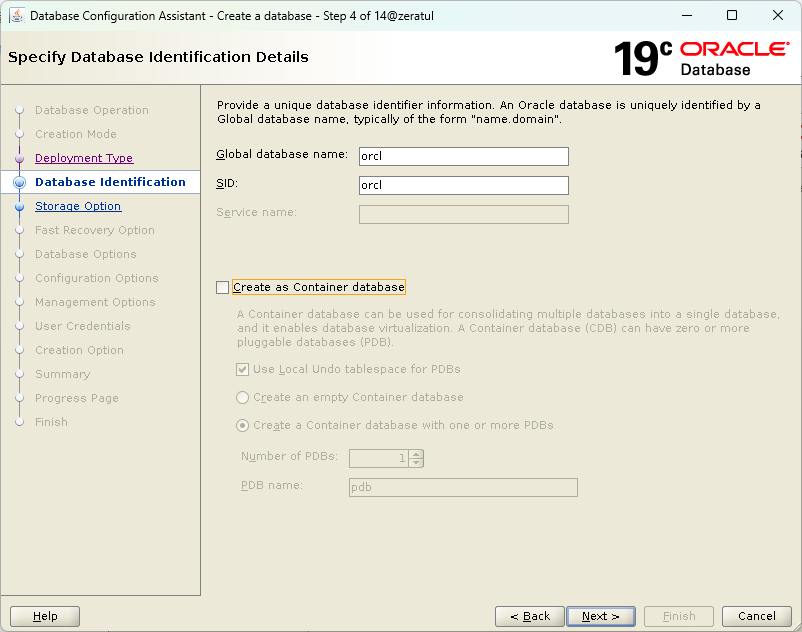 Database Configuration Assistant - Create a database - Step 4 of 14@zeratul
Specify Database Identification Details
19c ORACLE
Database
Database Operation
Creation Mode
Deployment Type
Database Identification
Storage Option
Fast Recovery Option
Database Options
Configuration Options
Management Options
User Credentials
Creation Option
Summary
Progress Page
Finish
Provide a unique database identifier information. An Oracle database is uniquely identified by a
Global database name, typically of the form "name.domain".
Global database name: orcl
SID: orcl
Service name:
Create as Container database
A Container database can be used for consolidating multiple databases into a single database,
and it enables database virtualization. A Container database (CDB) can have zero or more
pluggable databases (PDB).
Use Local Undo tablespace for PDBs
Create an empty Container database
Create a Container database with one or more PDBs
Number of PDBs: 1
PDB name: pdb
Help
< Back
Next >
Finish
Cancel